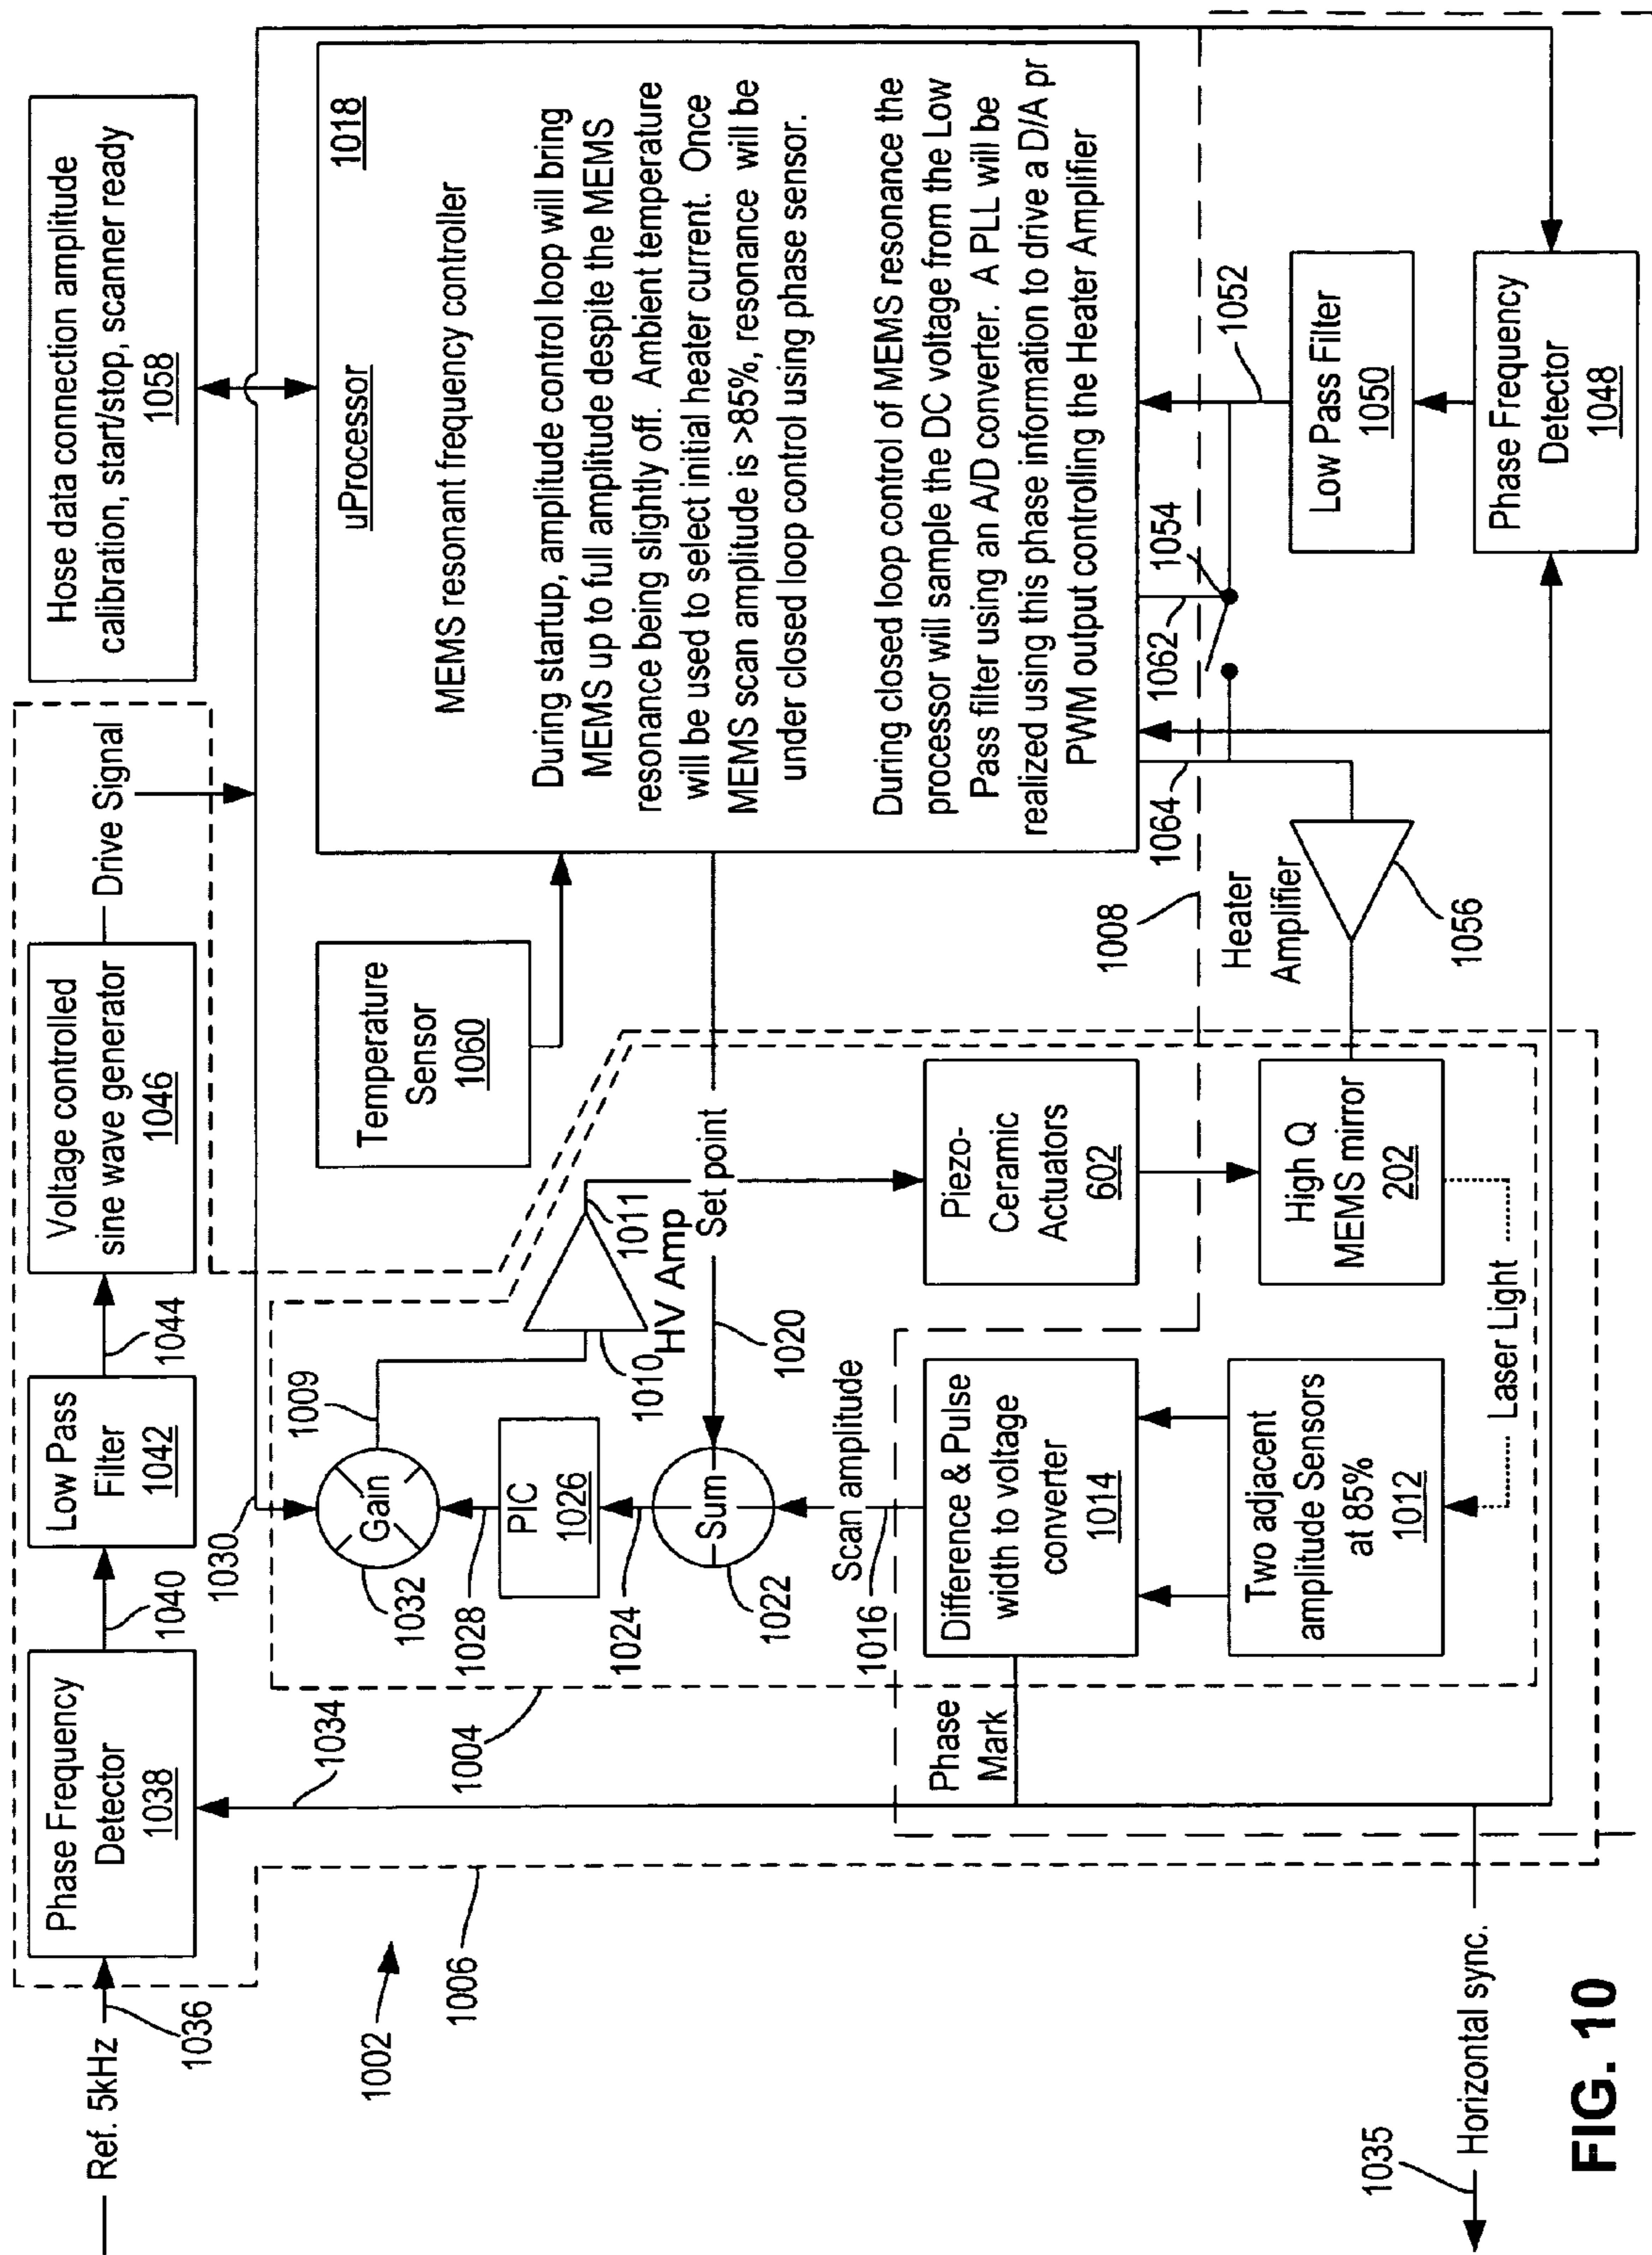 Ref. 5kHz
1036
Phase Frequency
Detector
1038
1040
Low Pass
Filter
1042
1044
Voltage controlled
sine wave generator
1046
Drive Signal
Hose data connection amplitude
calibration, start/stop, scanner ready
1058
1002
1006
1034
1004
1030
Gain
1032
1009
1028
PIC
1026
1024
Sum
1022
1010
1011
HV Amp
Set point
1020
Temperature
Sensor
1060
uProcessor
1018
MEMS resonant frequency controller
During startup, amplitude control loop will bring
MEMS up to full amplitude despite the MEMS
resonance being slightly off. Ambient temperature
will be used to select initial heater current. Once
MEMS scan amplitude is >85%, resonance will be
under closed loop control using phase sensor.
During closed loop control of MEMS resonance the
processor will sample the DC voltage from the Low
Pass filter using an A/D converter. A PLL will be
realized using this phase information to drive a D/A pr
PWM output controlling the Heater Amplifier
Scan amplitude
1016
Phase
Mark
Difference & Pulse
width to voltage
converter
1014
Piezo-
Ceramic
Actuators
602
1008
Two adjacent
amplitude Sensors
at 85%
1012
Laser Light
High Q
MEMS mirror
202
Heater
Amplifier
1056
1064
1062
1054
1052
Low Pass Filter
1050
Phase Frequency
Detector
1048
1035
Horizontal sync.
FIG. 10